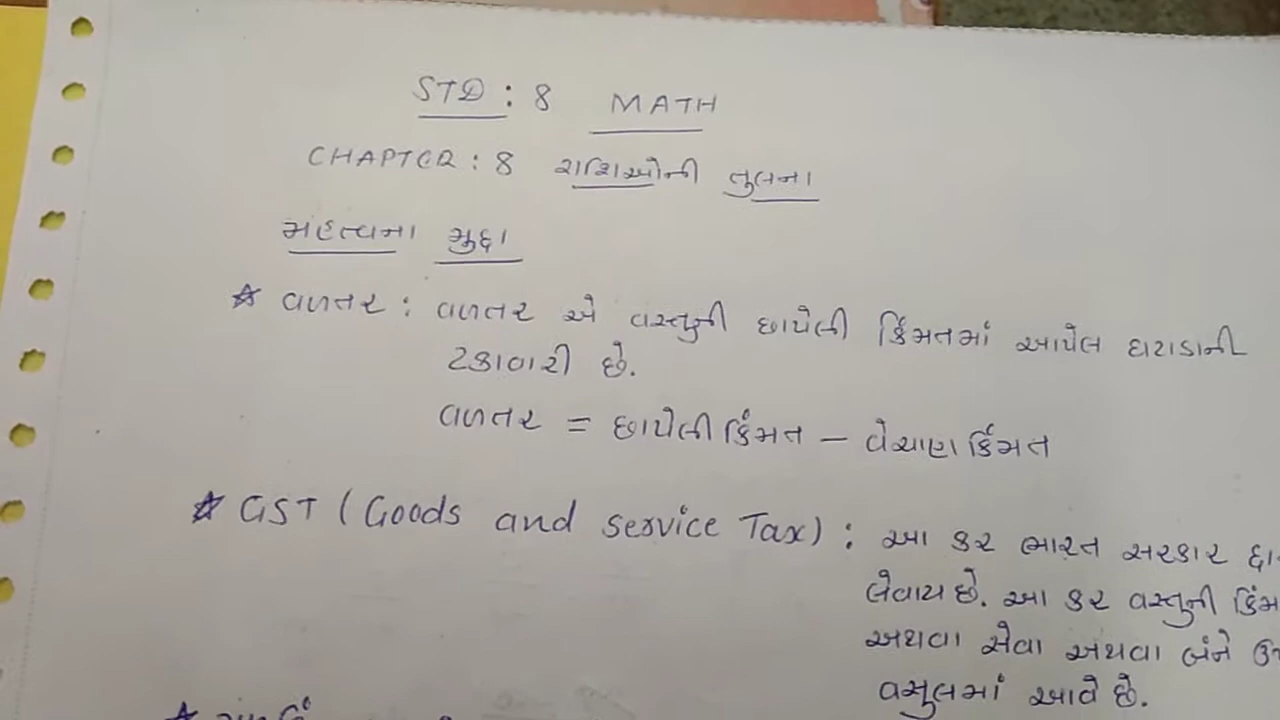 STD : 8 MATH
CHAPTER : 8 રાશિઓની તુલના
મહત્વના મુદ્દા
☆ વળતર : વળતર એ વસ્તુની છાપેલી કિંમતમાં આપેલ ઘટાડાની
ટકાવારી છે.
વળતર = છાપેલી કિંમત – વેચાણ કિંમત
☆ GST (Goods and Service Tax) : આ કર ભારત સરકાર
લેવાય છે. આ કર વસ્તુની
અથવા સેવા અથવા બંને
વસુલમાં આવે છે.